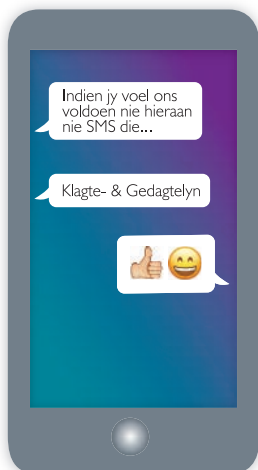 Indien jy voel ons
voldoen nie hieraan
nie SMS die...
Klagte- & Gedagtelyn